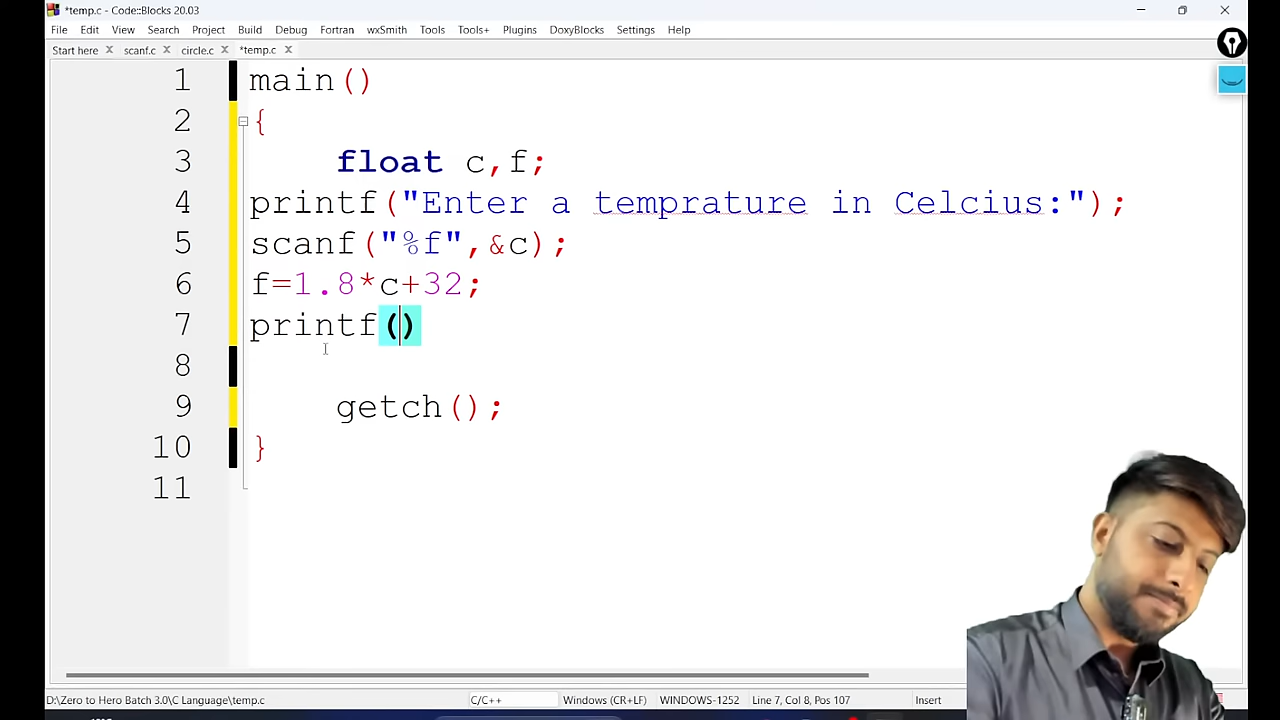 *temp.c - Code::Blocks 20.03
File Edit View Search Project Build Debug Fortran wxSmith Tools Tools+ Plugins DoxyBlocks Settings Help
Start here scanf.c circle.c *temp.c
1 main()
2 {
3 float c,f;
4 printf("Enter a temprature in Celcius:");
5 scanf("%f",&c);
6 f=1.8*c+32;
7 printf()
8
9 getch();
10 }
11
D:\Zero to Hero Batch 3.0\C Language\temp.c C/C++ Windows (CR+LF) WINDOWS-1252 Line 7, Col 8, Pos 107 Insert